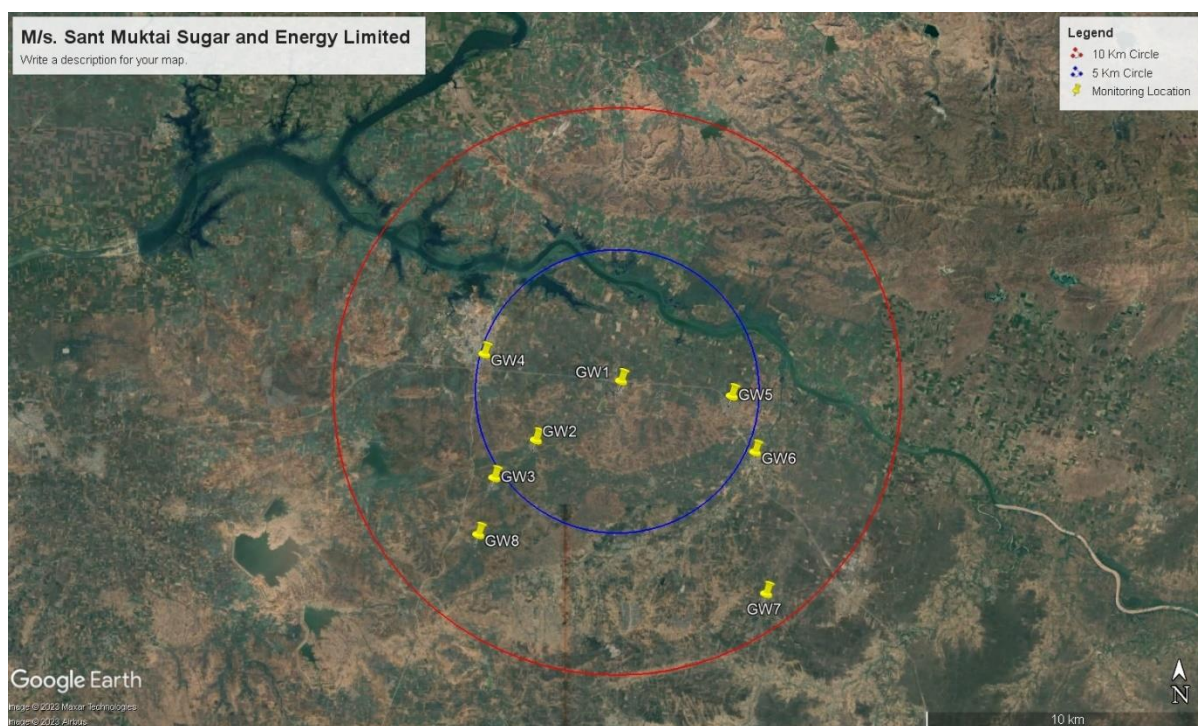 M/s. Sant Muktai Sugar and Energy Limited
Write a description for your map.
Legend
10 Km Circle
5 Km Circle
Monitoring Location
GW4
GW1
GW5
GW2
GW6
GW3
GW8
GW7
Google Earth
Image © 2023 Maxar Technologies
Image © 2023 Airbus
N
10 km